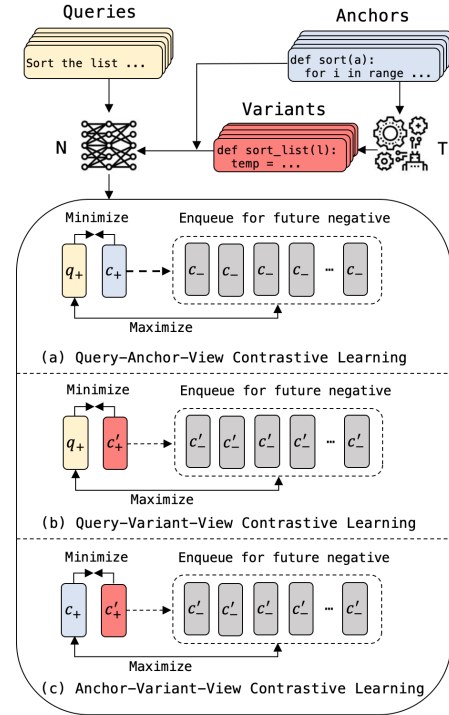 Queries
Anchors
Sort the list ...
def sort(a):
for i in range ...
Variants
N
def sort_list(l):
temp = ...
T
Minimize
Enqueue for future negative
q₊
c₊
c₋ c₋ c₋ c₋ ... c₋
Maximize
(a) Query-Anchor-View Contrastive Learning
Minimize
Enqueue for future negative
q₊
c′₊
c′₋ c′₋ c′₋ c′₋ ... c′₋
Maximize
(b) Query-Variant-View Contrastive Learning
Minimize
Enqueue for future negative
c₊
c′₊
c′₋ c′₋ c′₋ c′₋ ... c′₋
Maximize
(c) Anchor-Variant-View Contrastive Learning